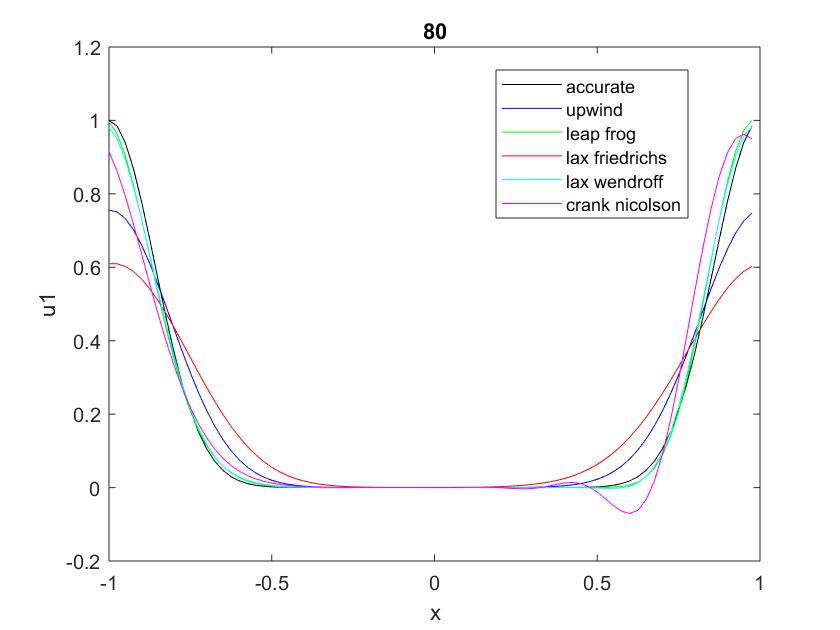 80
1.2
1
0.8
0.6
0.4
0.2
0
-0.2
u1
accurate
upwind
leap frog
lax friedrichs
lax wendroff
crank nicolson
-1
-0.5
0
0.5
1
x